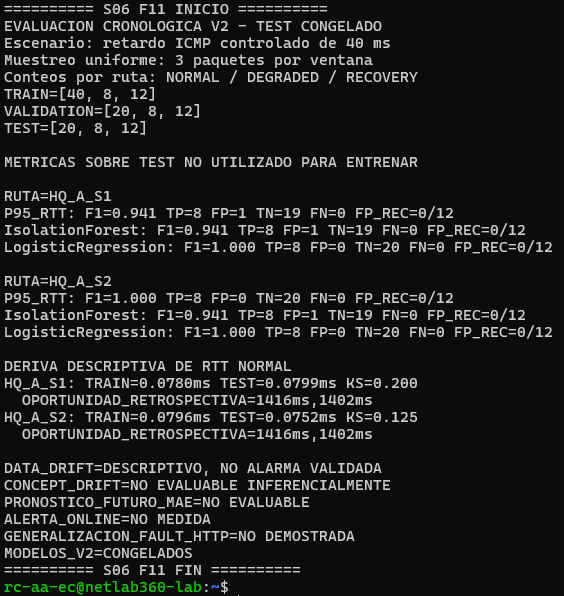 ========== S06 F11 INICIO ==========
EVALUACION CRONOLOGICA V2 - TEST CONGELADO
Escenario: retardo ICMP controlado de 40 ms
Muestreo uniforme: 3 paquetes por ventana
Conteos por ruta: NORMAL / DEGRADED / RECOVERY
TRAIN=[40, 8, 12]
VALIDATION=[20, 8, 12]
TEST=[20, 8, 12]
METRICAS SOBRE TEST NO UTILIZADO PARA ENTRENAR
RUTA=HQ_A_S1
P95_RTT: F1=0.941 TP=8 FP=1 TN=19 FN=0 FP_REC=0/12
IsolationForest: F1=0.941 TP=8 FP=1 TN=19 FN=0 FP_REC=0/12
LogisticRegression: F1=1.000 TP=8 FP=0 TN=20 FN=0 FP_REC=0/12
RUTA=HQ_A_S2
P95_RTT: F1=1.000 TP=8 FP=0 TN=20 FN=0 FP_REC=0/12
IsolationForest: F1=0.941 TP=8 FP=1 TN=19 FN=0 FP_REC=0/12
LogisticRegression: F1=1.000 TP=8 FP=0 TN=20 FN=0 FP_REC=0/12
DERIVA DESCRIPTIVA DE RTT NORMAL
HQ_A_S1: TRAIN=0.0780ms TEST=0.0799ms KS=0.200
OPORTUNIDAD_RETROSPECTIVA=1416ms,1402ms
HQ_A_S2: TRAIN=0.0796ms TEST=0.0752ms KS=0.125
OPORTUNIDAD_RETROSPECTIVA=1416ms,1402ms
DATA_DRIFT=DESCRIPTIVO, NO ALARMA VALIDADA
CONCEPT_DRIFT=NO EVALUABLE INFERENCIALMENTE
PRONOSTICO_FUTURO_MAE=NO EVALUABLE
ALERTA_ONLINE=NO MEDIDA
GENERALIZACION_FAULT_HTTP=NO DEMOSTRADA
MODELOS_V2=CONGELADOS
========== S06 F11 FIN ==========
rc-aa-ec@netlab360-lab:~$